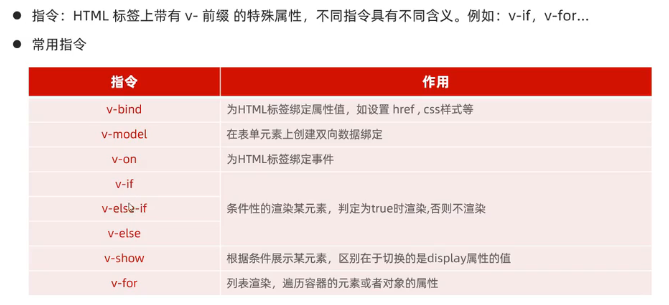 指令：HTML 标签上带有 v- 前缀 的特殊属性，不同指令具有不同含义。例如：v-if，v-for...
常用指令
指令 作用
v-bind 为HTML标签绑定属性值，如设置 href , css样式等
v-model 在表单元素上创建双向数据绑定
v-on 为HTML标签绑定事件
v-if
v-else-if 条件性的渲染某元素，判定为true时渲染,否则不渲染
v-else
v-show 根据条件展示某元素，区别在于切换的是display属性的值
v-for 列表渲染，遍历容器的元素或者对象的属性